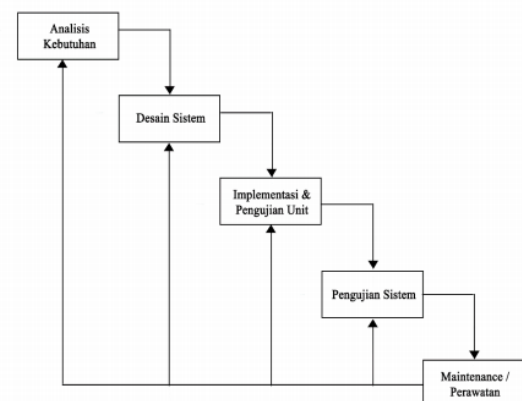 Analisis
Kebutuhan
Desain Sistem
Implementasi &
Pengujian Unit
Pengujian Sistem
Maintenance /
Perawatan